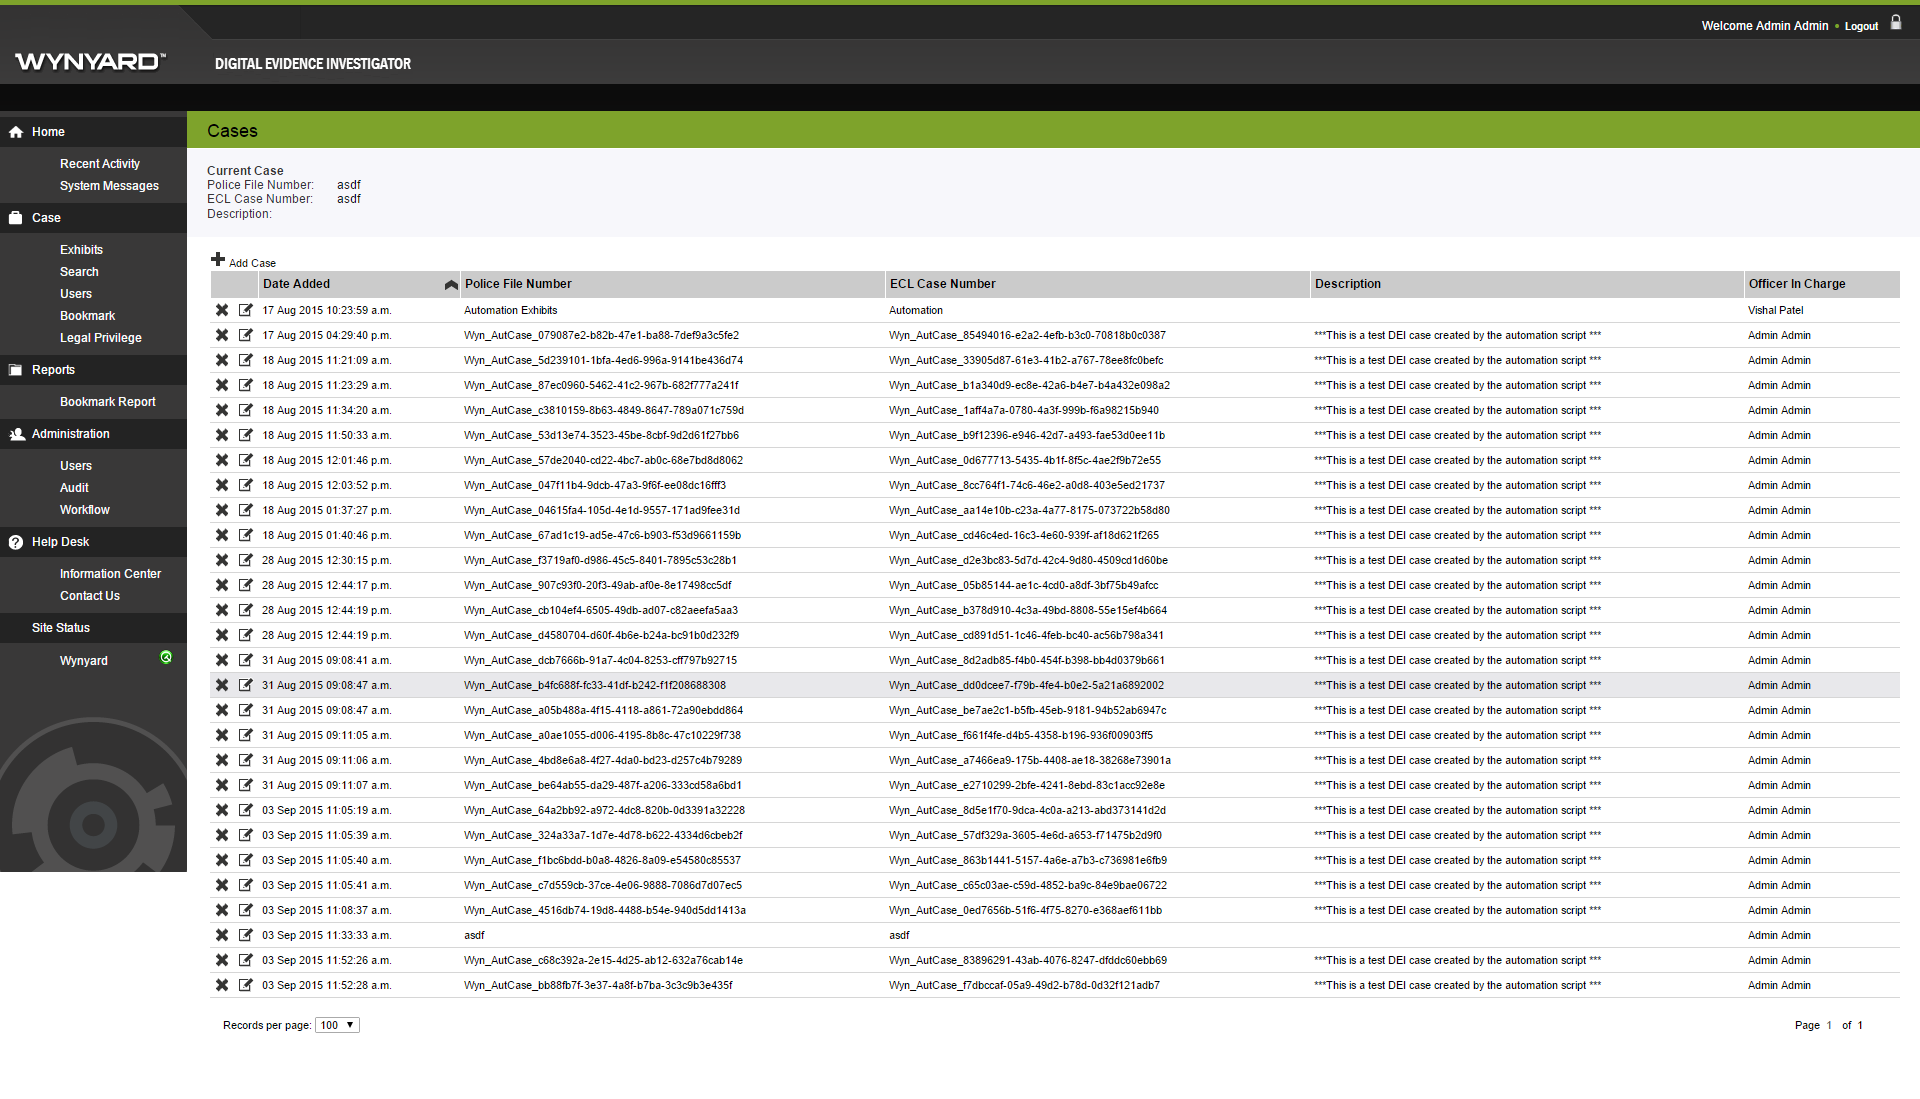 Welcome Admin Admin • Logout
WYNYARD™
DIGITAL EVIDENCE INVESTIGATOR
Home
Recent Activity
System Messages
Case
Exhibits
Search
Users
Bookmark
Legal Privilege
Reports
Bookmark Report
Administration
Users
Audit
Workflow
Help Desk
Information Center
Contact Us
Site Status
Wynyard
Cases
Current Case
Police File Number: asdf
ECL Case Number: asdf
Description:
Add Case
Date Added Police File Number ECL Case Number Description Officer In Charge
17 Aug 2015 10:23:59 a.m. Automation Exhibits Automation Vishal Patel
17 Aug 2015 04:29:40 p.m. Wyn_AutCase_079087e2-b82b-47e1-ba88-7def9a3c5fe2 Wyn_AutCase_85494016-e2a2-4efb-b3c0-70818b0c0387 ***This is a test DEI case created by the automation script *** Admin Admin
18 Aug 2015 11:21:09 a.m. Wyn_AutCase_5d239101-1bfa-4ed6-996a-9141be436d74 Wyn_AutCase_33905d87-61e3-41b2-a767-78ee8fc0befc ***This is a test DEI case created by the automation script *** Admin Admin
18 Aug 2015 11:23:29 a.m. Wyn_AutCase_87ec0960-5462-41c2-967b-682f777a241f Wyn_AutCase_b1a340d9-ec8e-42a6-b4e7-b4a432e098a2 ***This is a test DEI case created by the automation script *** Admin Admin
18 Aug 2015 11:34:20 a.m. Wyn_AutCase_c3810159-8b63-4849-8647-789a071c759d Wyn_AutCase_1aff4a7a-0780-4a3f-999b-f6a98215b940 ***This is a test DEI case created by the automation script *** Admin Admin
18 Aug 2015 11:50:33 a.m. Wyn_AutCase_53d13e74-3523-45be-8cbf-9d2d61f27bb6 Wyn_AutCase_b9f12396-e946-42d7-a493-fae53d0ee11b ***This is a test DEI case created by the automation script *** Admin Admin
18 Aug 2015 12:01:46 p.m. Wyn_AutCase_57de2040-cd22-4bc7-ab0c-68e7bd8d8062 Wyn_AutCase_0d677713-5435-4b1f-8f5c-4ae2f9b72e55 ***This is a test DEI case created by the automation script *** Admin Admin
18 Aug 2015 12:03:52 p.m. Wyn_AutCase_047f11b4-9dcb-47a3-9f6f-ee08dc16fff3 Wyn_AutCase_8cc764f1-74c6-46e2-a0d8-403e5ed21737 ***This is a test DEI case created by the automation script *** Admin Admin
18 Aug 2015 01:37:27 p.m. Wyn_AutCase_04615fa4-105d-4e1d-9557-171ad9fee31d Wyn_AutCase_aa14e10b-c23a-4a77-8175-073722b58d80 ***This is a test DEI case created by the automation script *** Admin Admin
18 Aug 2015 01:40:46 p.m. Wyn_AutCase_67ad1c19-ad5e-47c6-b903-f53d9661159b Wyn_AutCase_cd46c4ed-16c3-4e60-939f-af18d621f265 ***This is a test DEI case created by the automation script *** Admin Admin
28 Aug 2015 12:30:15 p.m. Wyn_AutCase_f3719af0-d986-45c5-8401-7895c53c28b1 Wyn_AutCase_d2e3bc83-5d7d-42c4-9d80-4509cd1d60be ***This is a test DEI case created by the automation script *** Admin Admin
28 Aug 2015 12:44:17 p.m. Wyn_AutCase_907c93f0-20f3-49ab-af0e-8e17498cc5df Wyn_AutCase_05b85144-ae1c-4cd0-a8df-3bf75b49afcc ***This is a test DEI case created by the automation script *** Admin Admin
28 Aug 2015 12:44:19 p.m. Wyn_AutCase_cb104ef4-6505-49db-ad07-c82aeefa5aa3 Wyn_AutCase_b378d910-4c3a-49bd-8808-55e15ef4b664 ***This is a test DEI case created by the automation script *** Admin Admin
28 Aug 2015 12:44:19 p.m. Wyn_AutCase_d4580704-d60f-4b6e-b24a-bc91b0d232f9 Wyn_AutCase_cd891d51-1c46-4feb-bc40-ac56b798a341 ***This is a test DEI case created by the automation script *** Admin Admin
31 Aug 2015 09:08:41 a.m. Wyn_AutCase_dcb7666b-91a7-4c04-8253-cff797b92715 Wyn_AutCase_8d2adb85-f4b0-454f-b398-bb4d0379b661 ***This is a test DEI case created by the automation script *** Admin Admin
31 Aug 2015 09:08:47 a.m. Wyn_AutCase_b4fc688f-fc33-41df-b242-f1f208688308 Wyn_AutCase_dd0dcee7-f79b-4fe4-b0e2-5a21a6892002 ***This is a test DEI case created by the automation script *** Admin Admin
31 Aug 2015 09:08:47 a.m. Wyn_AutCase_a05b488a-4f15-4118-a861-72a90ebdd864 Wyn_AutCase_be7ae2c1-b5fb-45eb-9181-94b52ab6947c ***This is a test DEI case created by the automation script *** Admin Admin
31 Aug 2015 09:11:05 a.m. Wyn_AutCase_a0ae1055-d006-4195-8b8c-47c10229f738 Wyn_AutCase_f661f4fe-d4b5-4358-b196-936f00903ff5 ***This is a test DEI case created by the automation script *** Admin Admin
31 Aug 2015 09:11:06 a.m. Wyn_AutCase_4bd8e6a8-4f27-4da0-bd23-d257c4b79289 Wyn_AutCase_a7466ea9-175b-4408-ae18-38268e73901a ***This is a test DEI case created by the automation script *** Admin Admin
31 Aug 2015 09:11:07 a.m. Wyn_AutCase_be64ab55-da29-487f-a206-333cd58a6bd1 Wyn_AutCase_e2710299-2bfe-4241-8ebd-83c1acc92e8e ***This is a test DEI case created by the automation script *** Admin Admin
03 Sep 2015 11:05:19 a.m. Wyn_AutCase_64a2bb92-a972-4dc8-820b-0d3391a32228 Wyn_AutCase_8d5e1f70-9dca-4c0a-a213-abd373141d2d ***This is a test DEI case created by the automation script *** Admin Admin
03 Sep 2015 11:05:39 a.m. Wyn_AutCase_324a33a7-1d7e-4d78-b622-4334d6cbeb2f Wyn_AutCase_57df329a-3605-4e6d-a653-f71475b2d9f0 ***This is a test DEI case created by the automation script *** Admin Admin
03 Sep 2015 11:05:40 a.m. Wyn_AutCase_f1bc6bdd-b0a8-4826-8a09-e54580c85537 Wyn_AutCase_863b1441-5157-4a6e-a7b3-c736981e6fb9 ***This is a test DEI case created by the automation script *** Admin Admin
03 Sep 2015 11:05:41 a.m. Wyn_AutCase_c7d559cb-37ce-4e06-9888-7086d7d07ec5 Wyn_AutCase_c65c03ae-c59d-4852-ba9c-84e9bae06722 ***This is a test DEI case created by the automation script *** Admin Admin
03 Sep 2015 11:08:37 a.m. Wyn_AutCase_4516db74-19d8-4488-b54e-940d5dd1413a Wyn_AutCase_0ed7656b-51f6-4f75-8270-e368aef611bb ***This is a test DEI case created by the automation script *** Admin Admin
03 Sep 2015 11:33:33 a.m. asdf asdf Admin Admin
03 Sep 2015 11:52:26 a.m. Wyn_AutCase_c68c392a-2e15-4d25-ab12-632a76cab14e Wyn_AutCase_83896291-43ab-4076-8247-dfddc60ebb69 ***This is a test DEI case created by the automation script *** Admin Admin
03 Sep 2015 11:52:28 a.m. Wyn_AutCase_bb88fb7f-3e37-4a8f-b7ba-3c3c9b3e435f Wyn_AutCase_f7dbccaf-05a9-49d2-b78d-0d32f121adb7 ***This is a test DEI case created by the automation script *** Admin Admin
Records per page: 100 Page 1 of 1